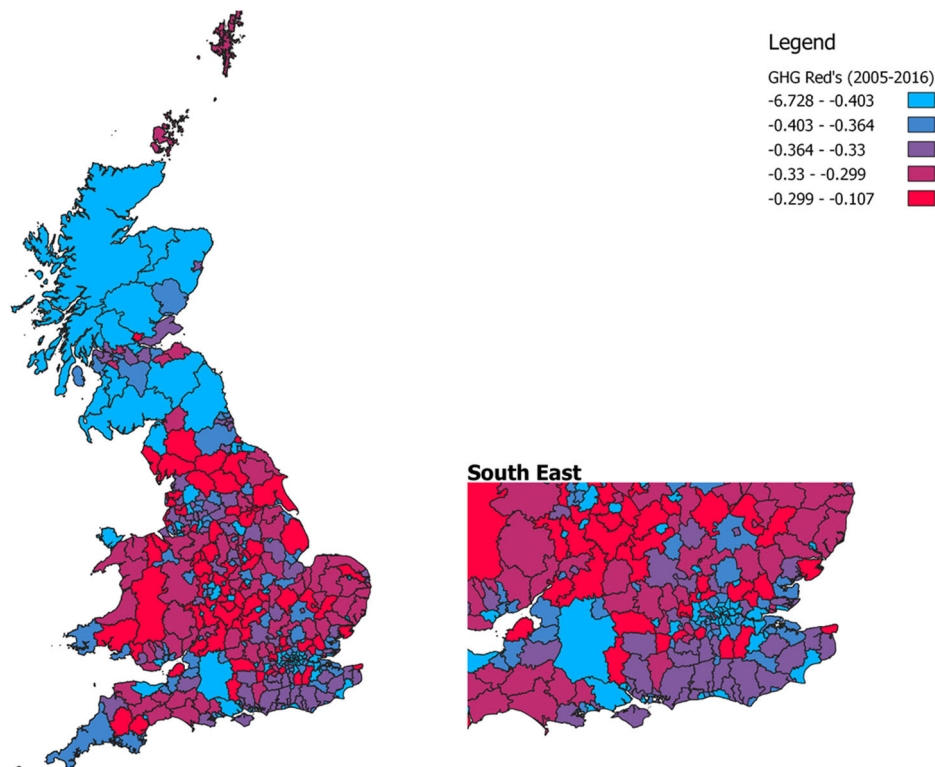 Legend
GHG Red's (2005-2016)
-6.728 - -0.403
-0.403 - -0.364
-0.364 - -0.33
-0.33 - -0.299
-0.299 - -0.107
South East